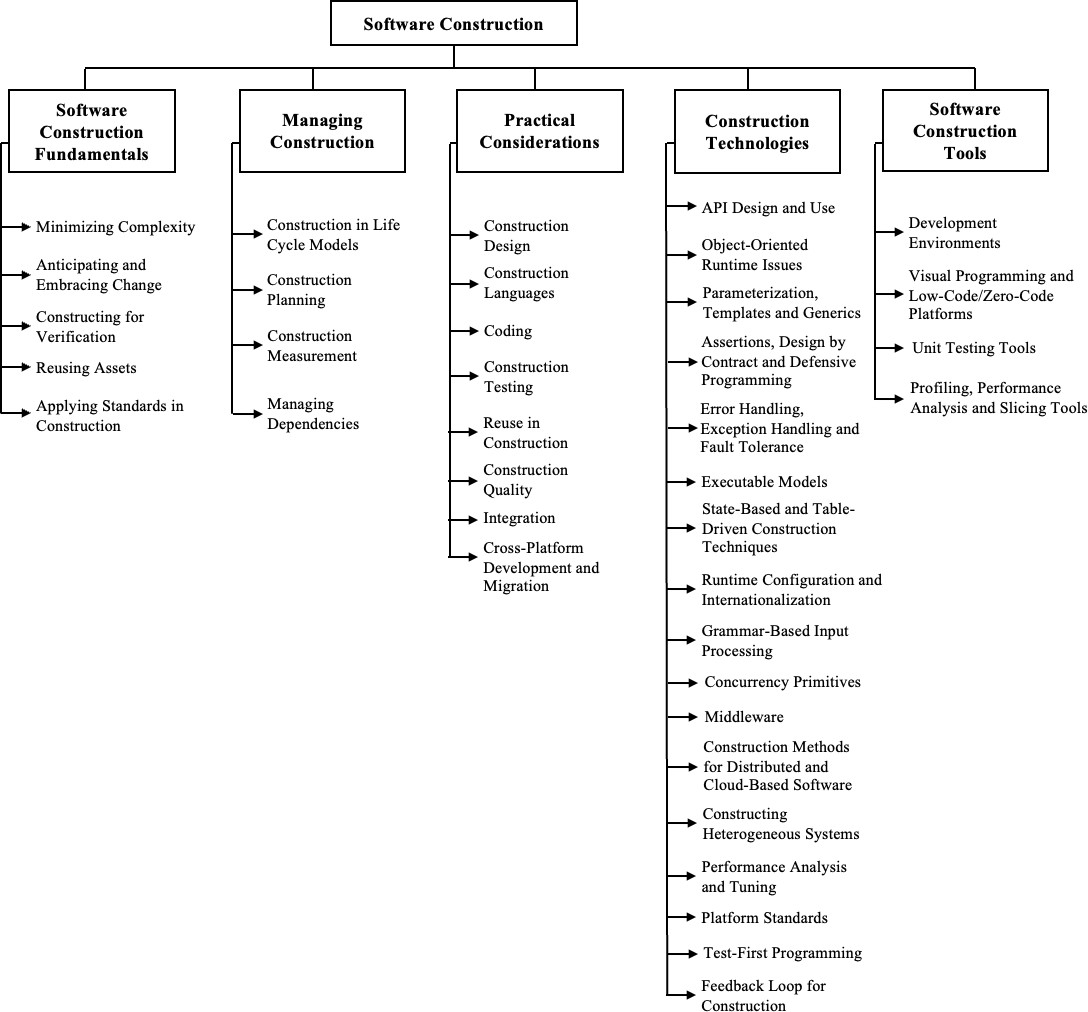 Software Construction
Software
Construction
Fundamentals
Minimizing Complexity
Anticipating and
Embracing Change
Constructing for
Verification
Reusing Assets
Applying Standards in
Construction
Managing
Construction
Construction in Life
Cycle Models
Construction
Planning
Construction
Measurement
Managing
Dependencies
Practical
Considerations
Construction
Design
Construction
Languages
Coding
Construction
Testing
Reuse in
Construction
Construction
Quality
Integration
Cross-Platform
Development and
Migration
Construction
Technologies
API Design and Use
Object-Oriented
Runtime Issues
Parameterization,
Templates and Generics
Assertions, Design by
Contract and Defensive
Programming
Error Handling,
Exception Handling and
Fault Tolerance
Executable Models
State-Based and Table-
Driven Construction
Techniques
Runtime Configuration and
Internationalization
Grammar-Based Input
Processing
Concurrency Primitives
Middleware
Construction Methods
for Distributed and
Cloud-Based Software
Constructing
Heterogeneous Systems
Performance Analysis
and Tuning
Platform Standards
Test-First Programming
Feedback Loop for
Construction
Software
Construction
Tools
Development
Environments
Visual Programming and
Low-Code/Zero-Code
Platforms
Unit Testing Tools
Profiling, Performance
Analysis and Slicing Tools